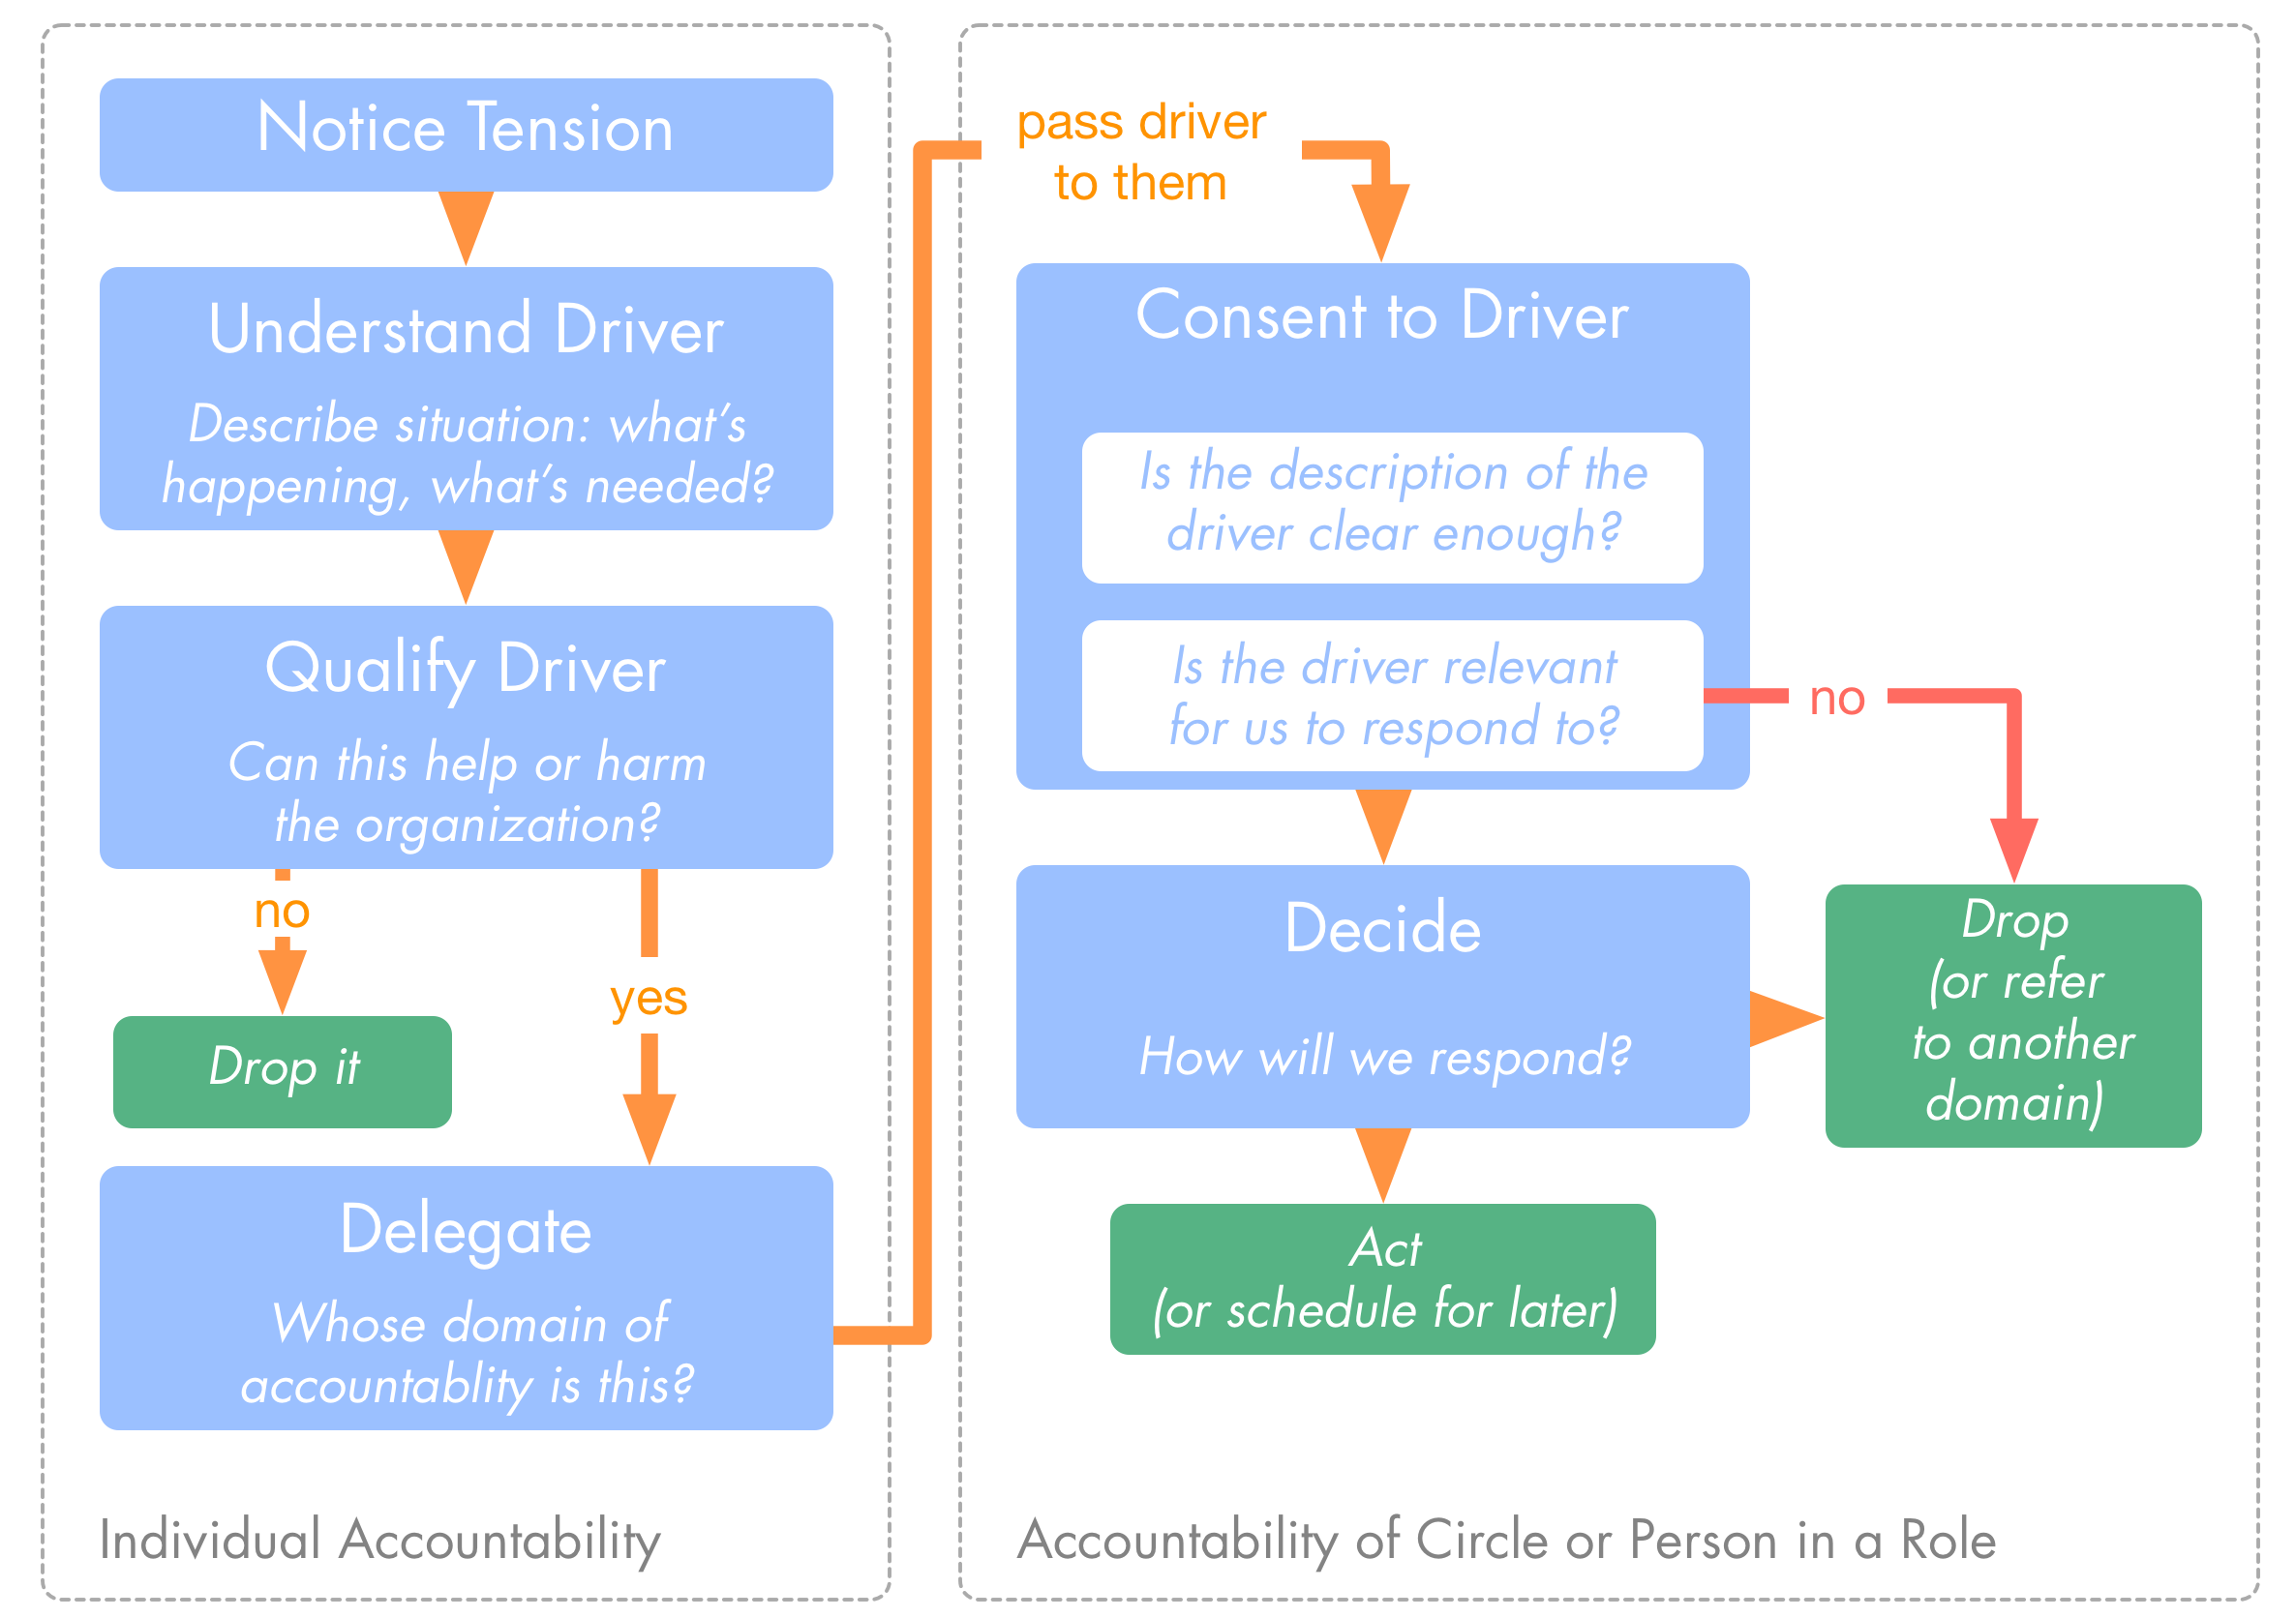 Notice Tension
Understand Driver
Describe situation: what's
happening, what's needed?
Qualify Driver
Can this help or harm
the organization?
no
yes
Drop it
Delegate
Whose domain of
accountablity is this?
Individual Accountability
pass driver
to them
Consent to Driver
Is the description of the
driver clear enough?
Is the driver relevant
for us to respond to?
no
Decide
How will we respond?
Drop
(or refer
to another
domain)
Act
(or schedule for later)
Accountability of Circle or Person in a Role